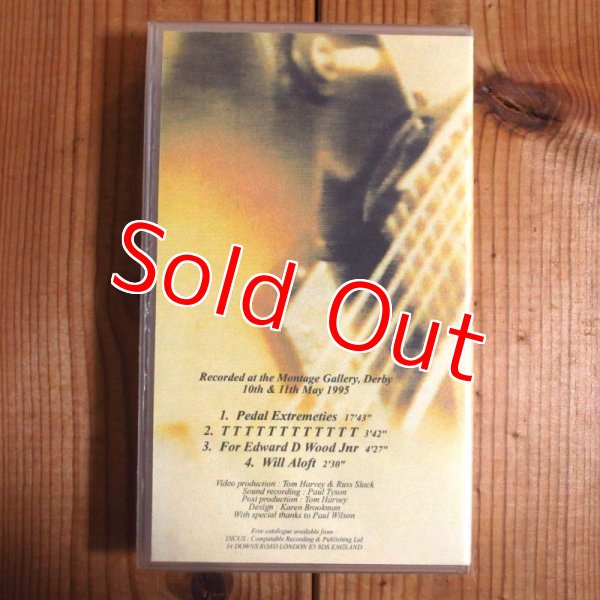 Sold Out
Recorded at the Montage Gallery, Derby
10th & 11th May 1995
1. Pedal Extremeties 17'43"
2. T T T T T T T T T T T T 3'42"
3. For Edward D Wood Jnr 4'27"
4. Will Aloft 2'30"
Video production : Tom Harvey & Russ Slack
Sound recording : Paul Tyson
Post production : Tom Harvey
Design : Karen Brookman
With special thanks to Paul Wilson
Free catalogue available from :
INCUS : Compatible Recording & Publishing Ltd
14 DOWNS ROAD LONDON E5 8DS ENGLAND